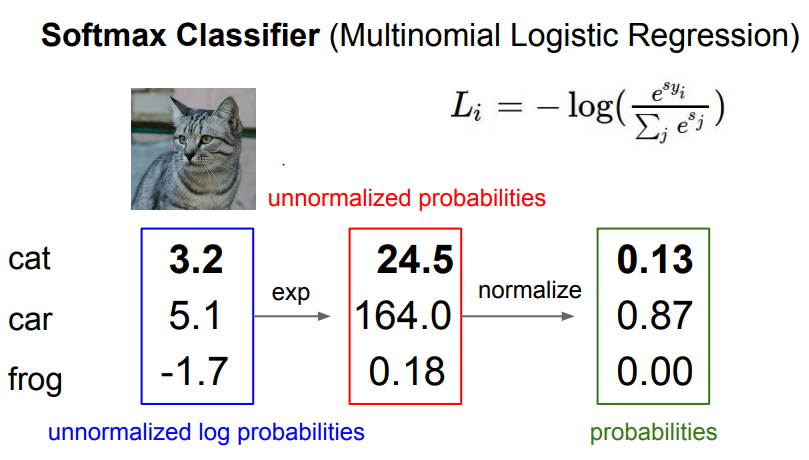 Softmax Classifier (Multinomial Logistic Regression)
L_i = − log( e^{s_{y_i}} / ∑_j e^{s_j} )
unnormalized probabilities
cat 3.2 24.5 0.13
exp normalize
car 5.1 164.0 0.87
frog -1.7 0.18 0.00
unnormalized log probabilities probabilities